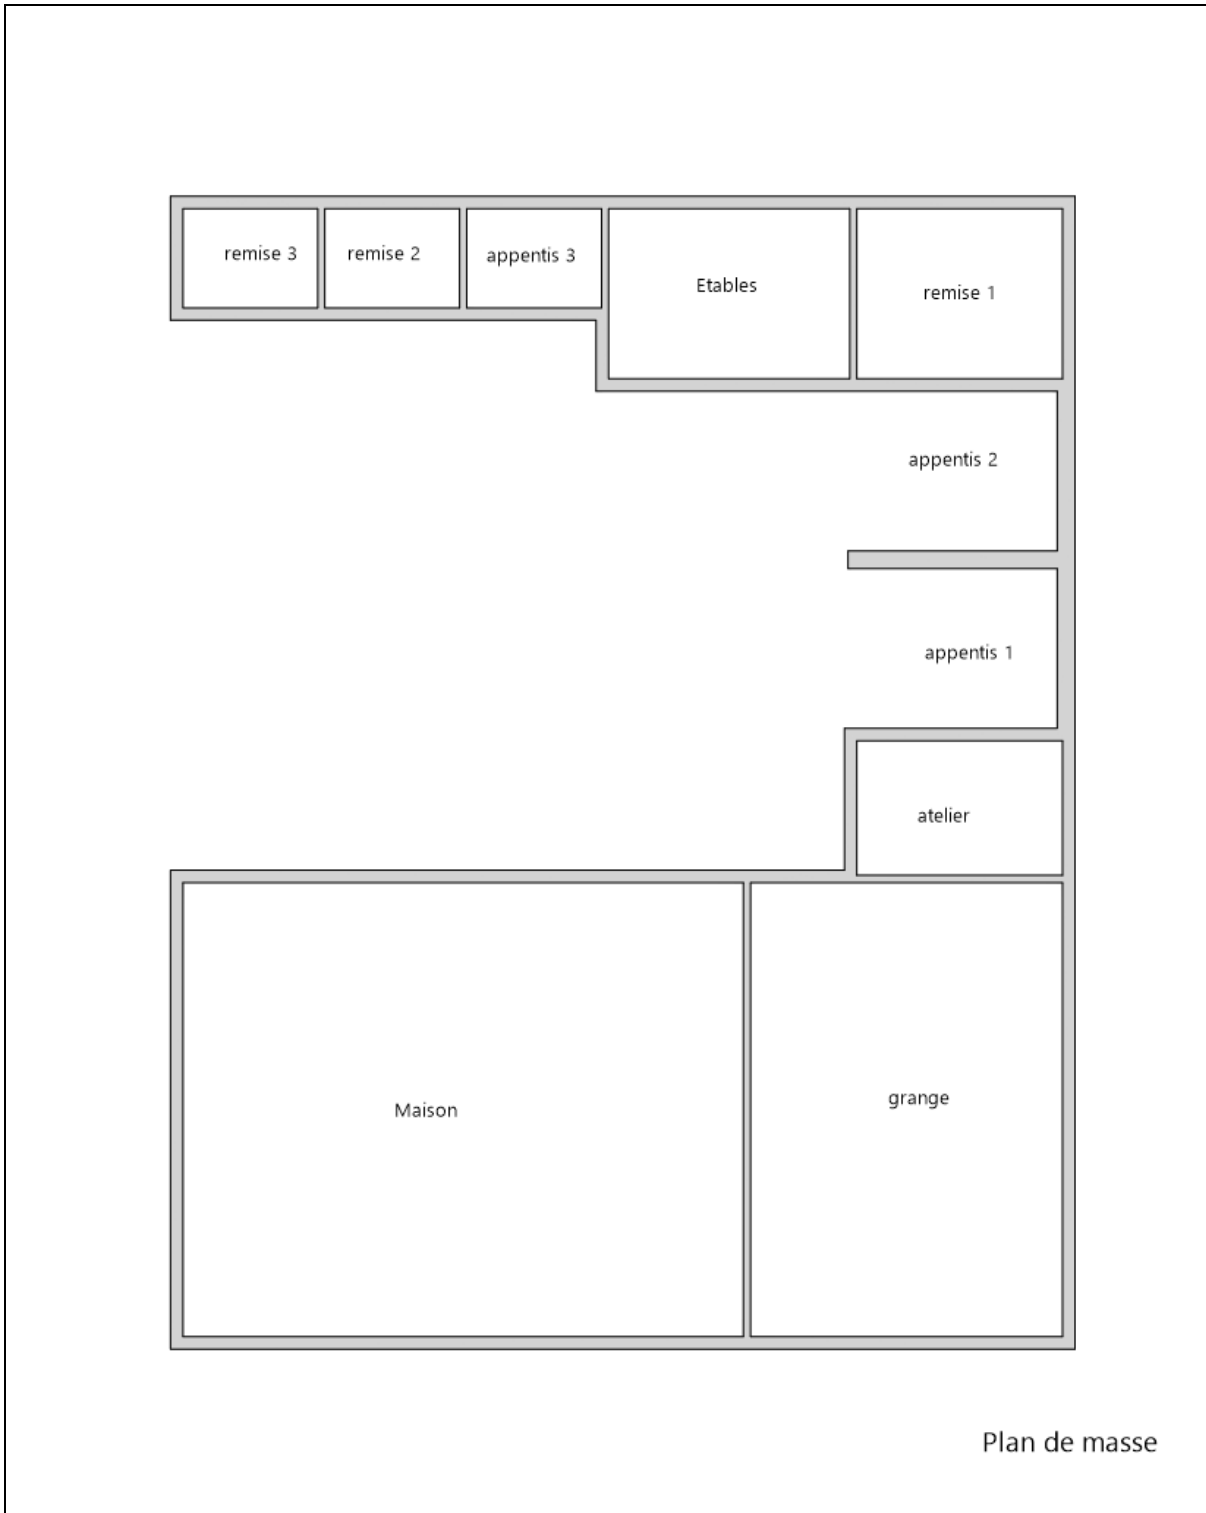 remise 3
remise 2
appentis 3
Etables
remise 1
appentis 2
appentis 1
atelier
Maison
grange
Plan de masse